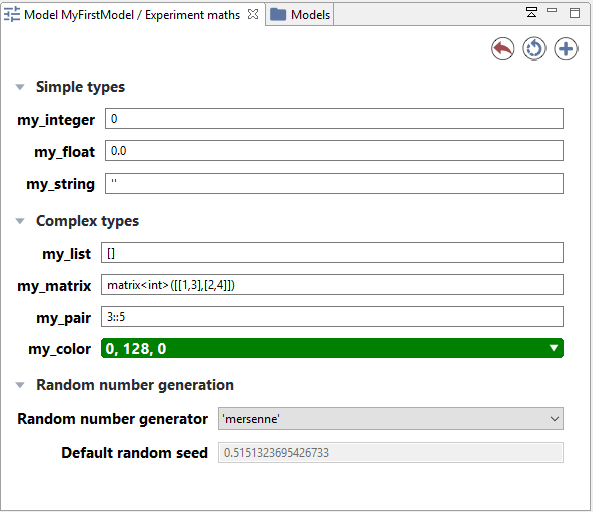 Model MyFirstModel / Experiment maths Models
Simple types
my_integer 0
my_float 0.0
my_string ''
Complex types
my_list []
my_matrix matrix<int>([[1,3],[2,4]])
my_pair 3::5
my_color 0, 128, 0
Random number generation
Random number generator 'mersenne'
Default random seed 0.5151323695426733